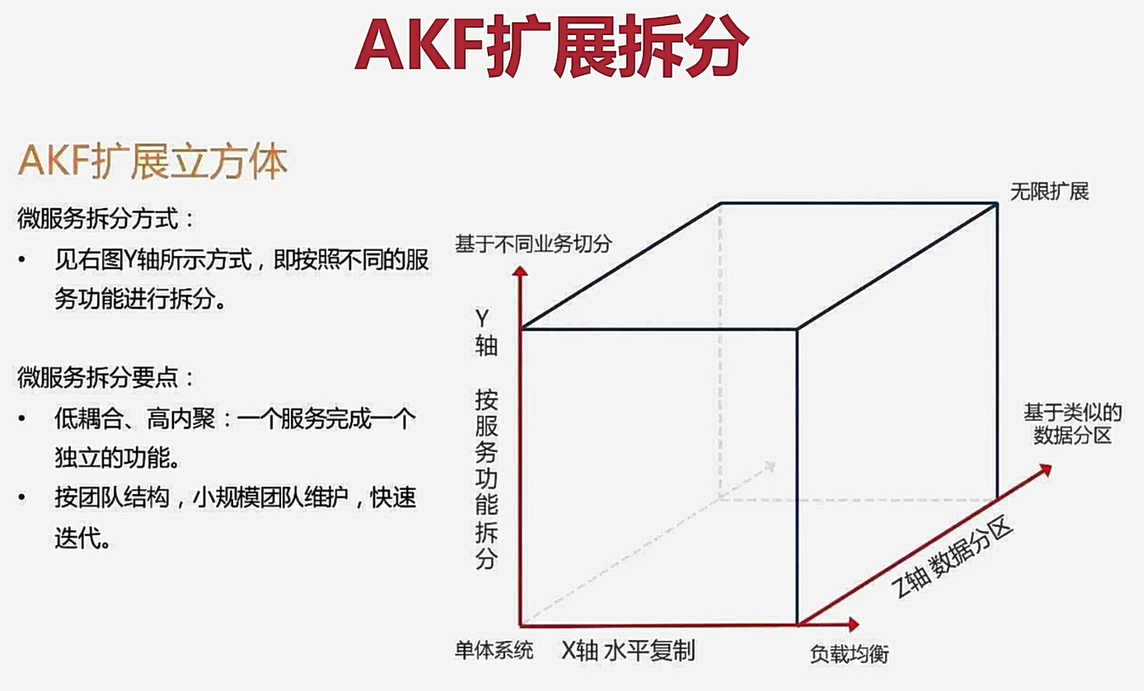 AKF扩展拆分
AKF扩展立方体
微服务拆分方式：
• 见右图Y轴所示方式，即按照不同的服
务功能进行拆分。
微服务拆分要点：
• 低耦合、高内聚：一个服务完成一个
独立的功能。
• 按团队结构，小规模团队维护，快速
迭代。
无限扩展
基于不同业务切分
Y轴 按服务功能拆分
基于类似的
数据分区
Z轴 数据分区
单体系统
X轴 水平复制
负载均衡